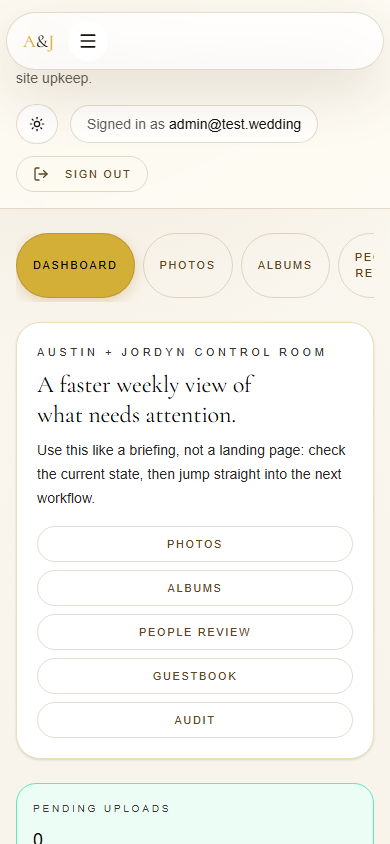 A&J
site upkeep.
Signed in as admin@test.wedding
SIGN OUT
DASHBOARD
PHOTOS
ALBUMS
AUSTIN + JORDYN CONTROL ROOM
A faster weekly view of
what needs attention.
Use this like a briefing, not a landing page: check
the current state, then jump straight into the next
workflow.
PHOTOS
ALBUMS
PEOPLE REVIEW
GUESTBOOK
AUDIT
PENDING UPLOADS
0